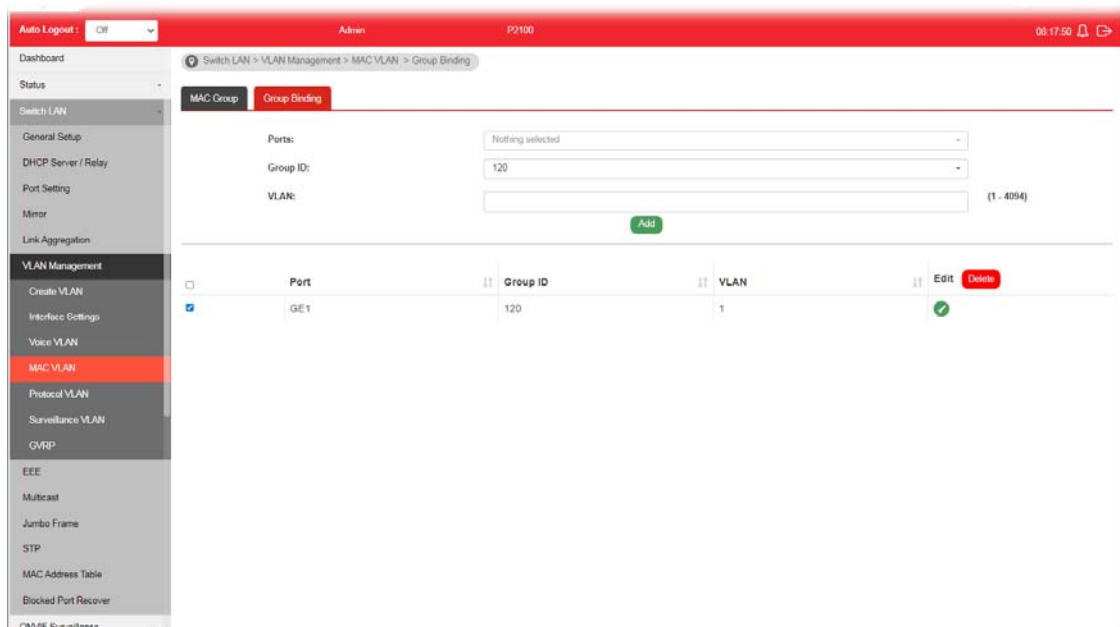 Auto Logout : Off Admin P2100 08:17:50
Dashboard
Status
Switch LAN
General Setup
DHCP Server / Relay
Port Setting
Mirror
Link Aggregation
VLAN Management
Create VLAN
Interface Settings
Voice VLAN
MAC VLAN
Protocol VLAN
Surveillance VLAN
GVRP
EEE
Multicast
Jumbo Frame
STP
MAC Address Table
Blocked Port Recover
ONVIF Surveillance
Switch LAN > VLAN Management > MAC VLAN > Group Binding
MAC Group Group Binding
Ports: Nothing selected
Group ID: 120
VLAN: (1 - 4094)
Add
Port Group ID VLAN Edit Delete
GE1 120 1